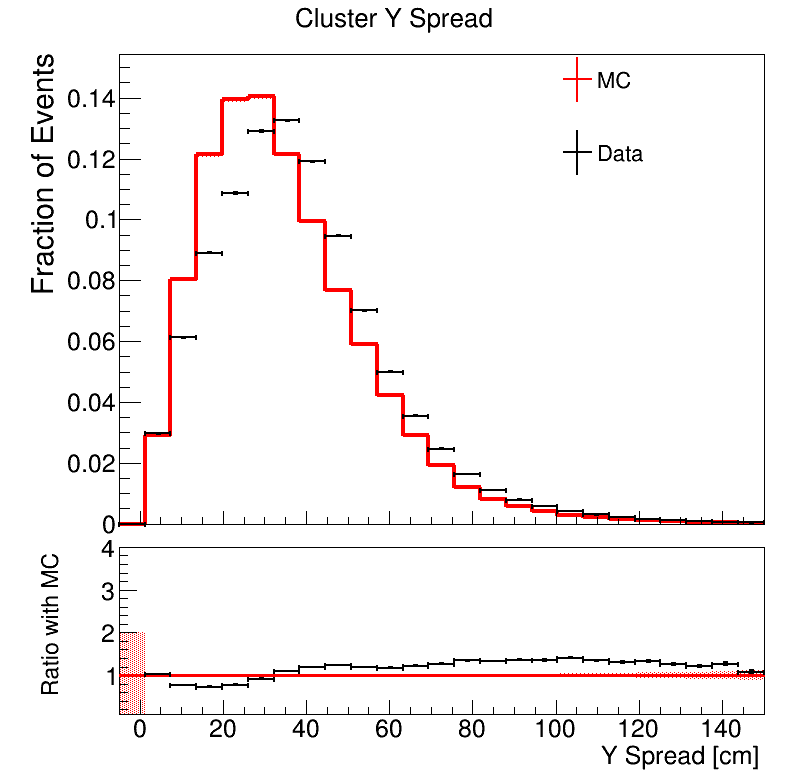 Cluster Y Spread
Fraction of Events
0.14
0.12
0.1
0.08
0.06
0.04
0.02
0
MC
Data
Ratio with MC
4
3
2
1
0 20 40 60 80 100 120 140
Y Spread [cm]